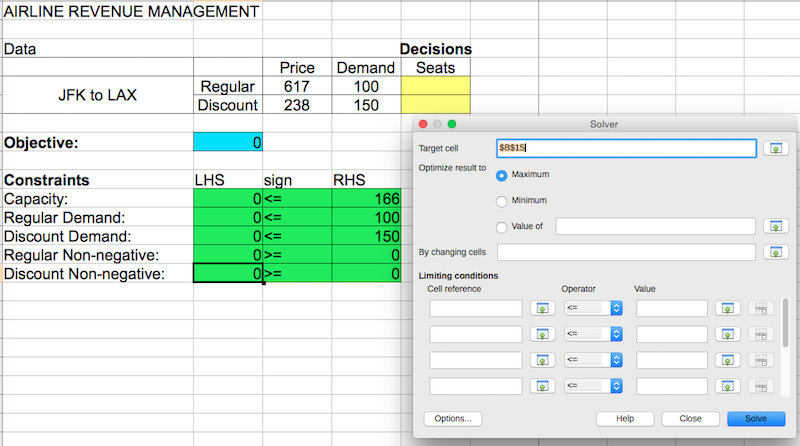 AIRLINE REVENUE MANAGEMENT
Data Decisions
Price Demand Seats
JFK to LAX
Regular 617 100
Discount 238 150
Objective: 0
Constraints LHS sign RHS
Capacity: 0 <= 166
Regular Demand: 0 <= 100
Discount Demand: 0 <= 150
Regular Non-negative: 0 >= 0
Discount Non-negative: 0 >= 0
Solver
Target cell $B$15
Optimize result to Maximum
Minimum
Value of
By changing cells
Limiting conditions
Cell reference Operator Value
<=
<=
<=
<=
Options... Help Close Solve